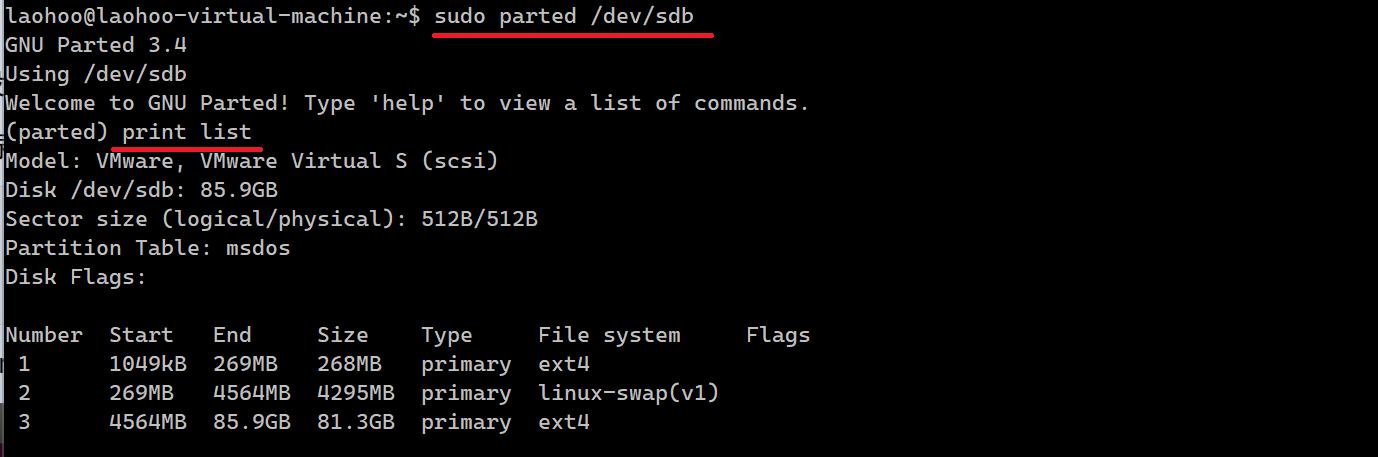 laohoo@laohoo-virtual-machine:~$ sudo parted /dev/sdb
GNU Parted 3.4
Using /dev/sdb
Welcome to GNU Parted! Type 'help' to view a list of commands.
(parted) print list
Model: VMware, VMware Virtual S (scsi)
Disk /dev/sdb: 85.9GB
Sector size (logical/physical): 512B/512B
Partition Table: msdos
Disk Flags:
Number  Start   End     Size    Type     File system     Flags
 1      1049kB  269MB   268MB   primary  ext4
 2      269MB   4564MB  4295MB  primary  linux-swap(v1)
 3      4564MB  85.9GB  81.3GB  primary  ext4